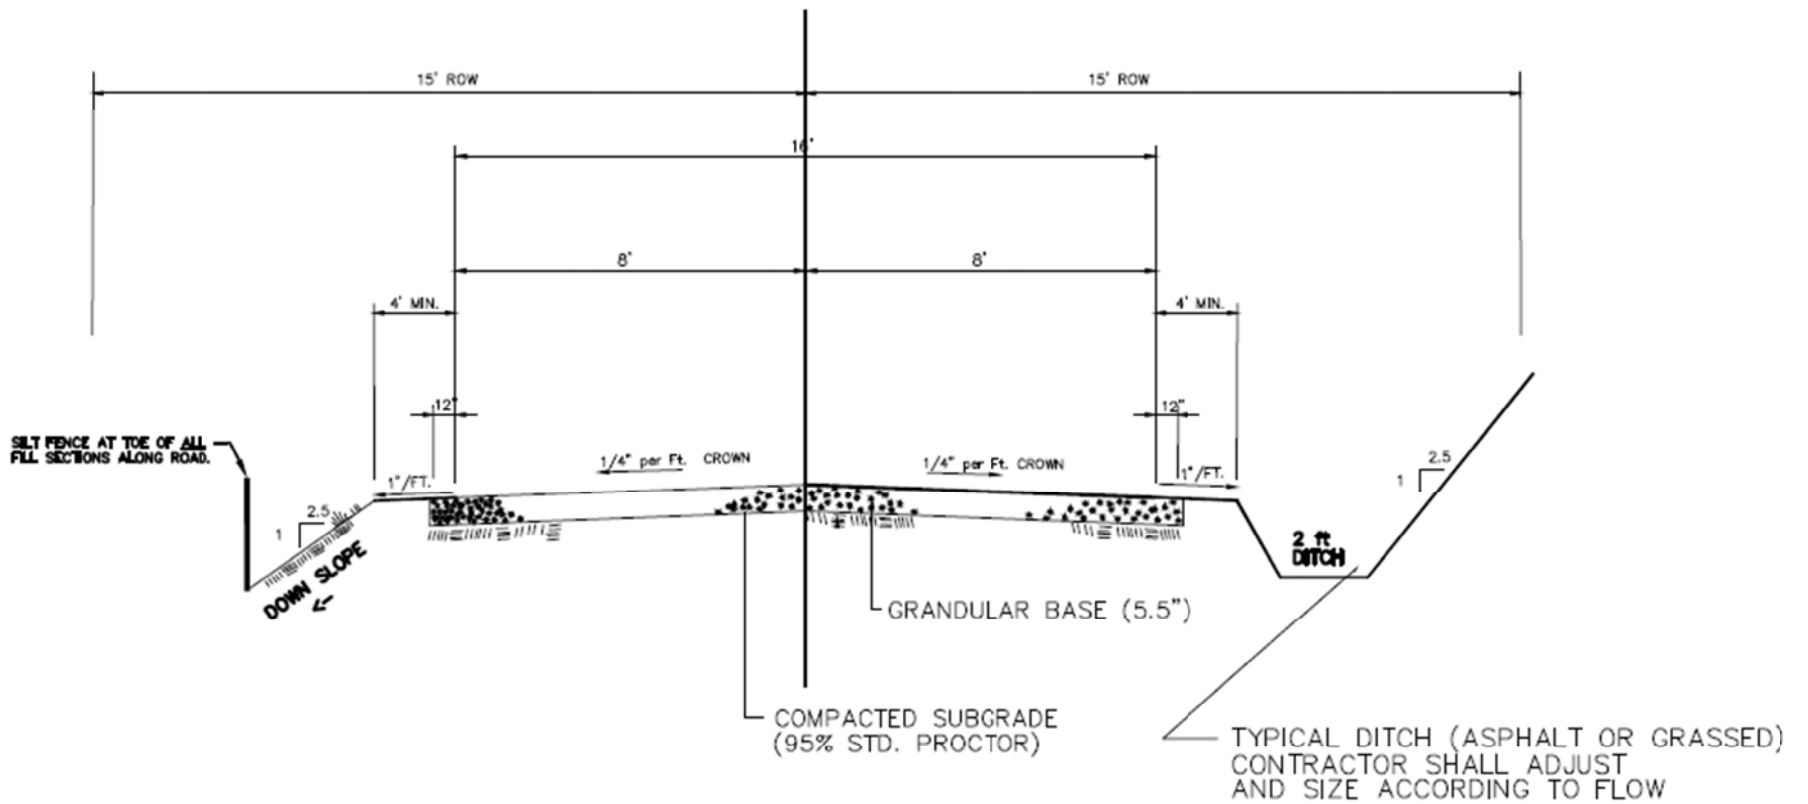 15' ROW
15' ROW
16'
8'
8'
4' MIN.
4' MIN.
12"
12"
SILT FENCE AT TOE OF ALL
FILL SECTIONS ALONG ROAD.
1/4" per Ft. CROWN
1/4" per Ft. CROWN
1"/FT.
1"/FT.
2.5
1
2.5
1
DOWN SLOPE
2 ft
DITCH
GRANDULAR BASE (5.5")
COMPACTED SUBGRADE
(95% STD. PROCTOR)
TYPICAL DITCH (ASPHALT OR GRASSED)
CONTRACTOR SHALL ADJUST
AND SIZE ACCORDING TO FLOW